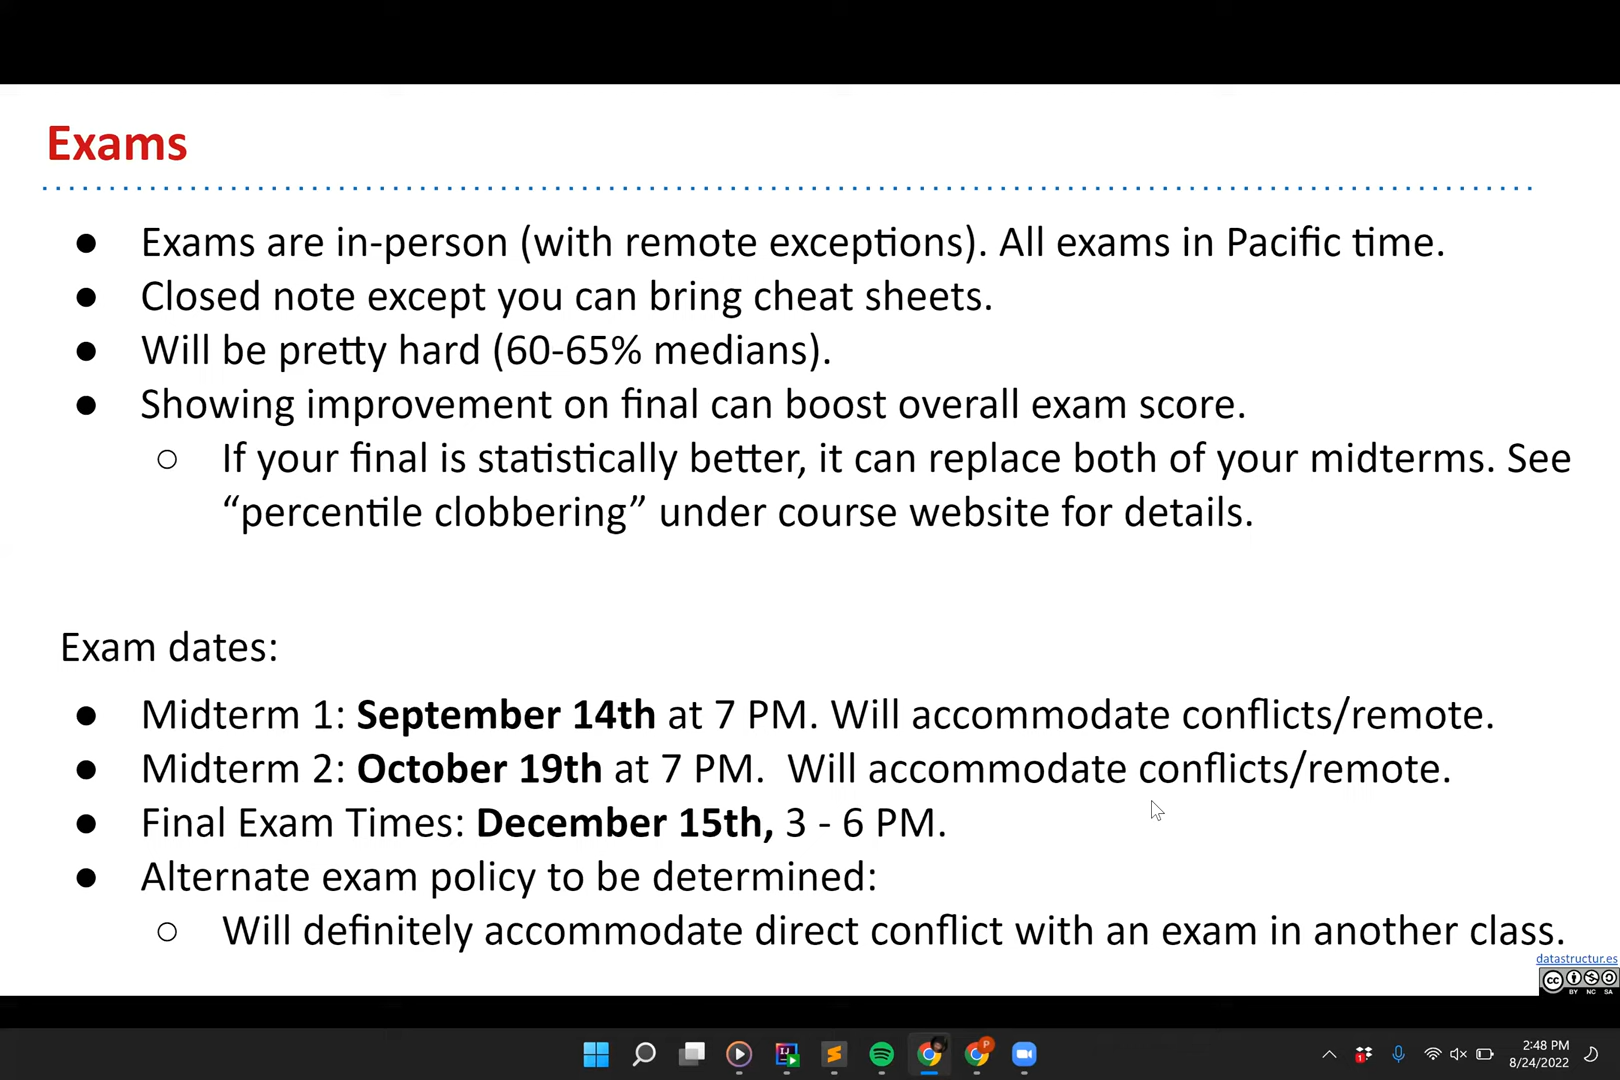 Exams
● Exams are in-person (with remote exceptions). All exams in Pacific time.
● Closed note except you can bring cheat sheets.
● Will be pretty hard (60-65% medians).
● Showing improvement on final can boost overall exam score.
○ If your final is statistically better, it can replace both of your midterms. See
“percentile clobbering” under course website for details.
Exam dates:
● Midterm 1: September 14th at 7 PM. Will accommodate conflicts/remote.
● Midterm 2: October 19th at 7 PM.  Will accommodate conflicts/remote.
● Final Exam Times: December 15th, 3 - 6 PM.
● Alternate exam policy to be determined:
○ Will definitely accommodate direct conflict with an exam in another class.
datastructur.es
cc
BY NC SA
IJ
P
1
2:48 PM
8/24/2022